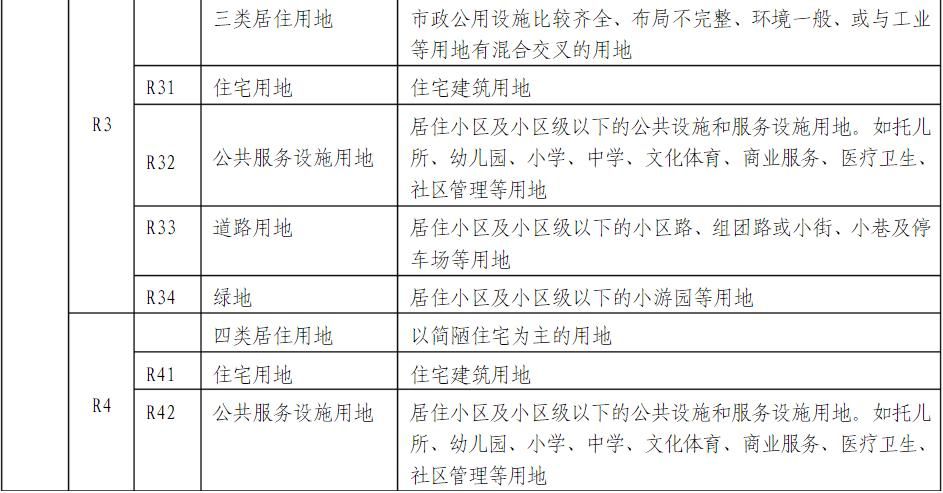 三类居住用地
市政公用设施比较齐全、布局不完整、环境一般、或与工业
等用地有混合交叉的用地
R3
R31
住宅用地
住宅建筑用地
R32
公共服务设施用地
居住小区及小区级以下的公共设施和服务设施用地。如托儿
所、幼儿园、小学、中学、文化体育、商业服务、医疗卫生、
社区管理等用地
R33
道路用地
居住小区及小区级以下的小区路、组团路或小街、小巷及停
车场等用地
R34
绿地
居住小区及小区级以下的小游园等用地
R4
四类居住用地
以简陋住宅为主的用地
R41
住宅用地
住宅建筑用地
R42
公共服务设施用地
居住小区及小区级以下的公共设施和服务设施用地。如托儿
所、幼儿园、小学、中学、文化体育、商业服务、医疗卫生、
社区管理等用地